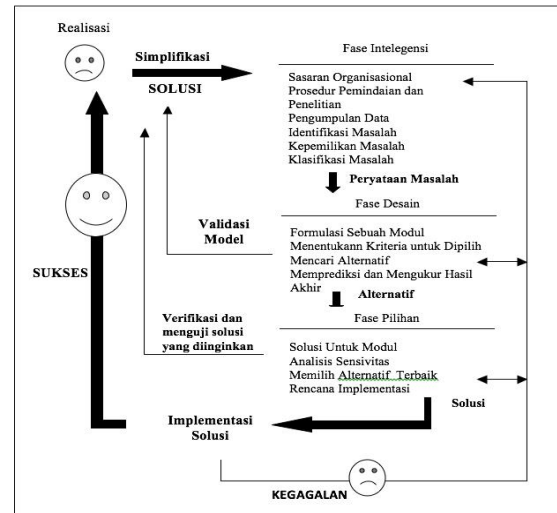 Realisasi
Simplifikasi
SOLUSI
Fase Intelegensi
Sasaran Organisasional
Prosedur Pemindaian dan
Penelitian
Pengumpulan Data
Identifikasi Masalah
Kepemilikan Masalah
Klasifikasi Masalah
Peryataan Masalah
Fase Desain
Formulasi Sebuah Modul
Menentukann Kriteria untuk Dipilih
Mencari Alternatif
Memprediksi dan Mengukur Hasil
Akhir
Alternatif
Fase Pilihan
Validasi
Model
SUKSES
Verifikasi dan
menguji solusi
yang diinginkan
Solusi Untuk Modul
Analisis Sensivitas
Memilih Alternatif Terbaik
Rencana Implementasi
Solusi
Implementasi
Solusi
KEGAGALAN